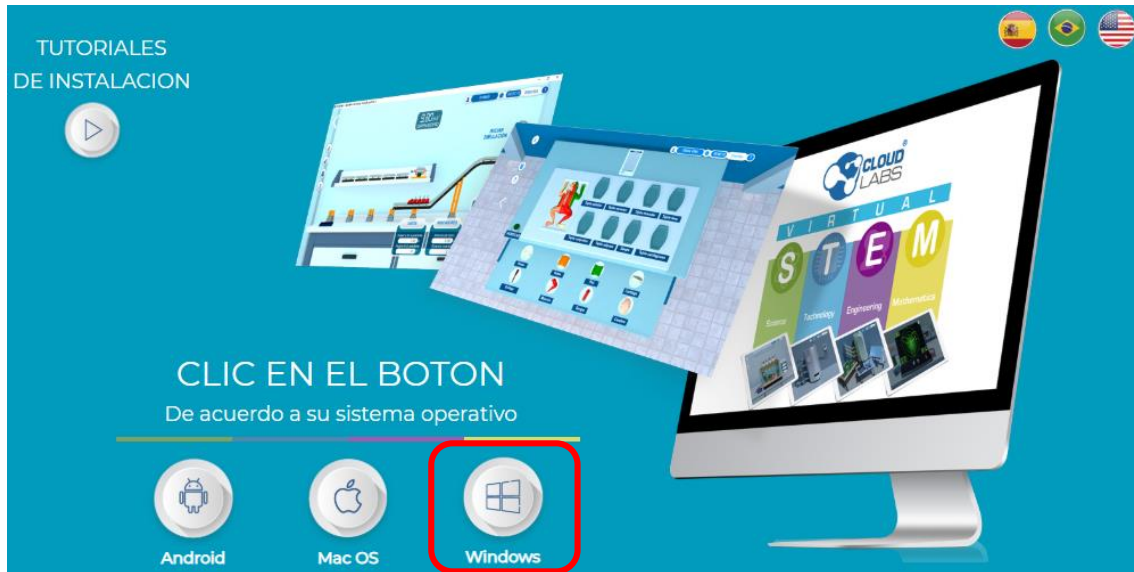 TUTORIALES
DE INSTALACION
CLOUD
LABS
VIRTUAL
S T E M
Science
Technology
Engineering
Mathematics
CLIC EN EL BOTON
De acuerdo a su sistema operativo
Android
Mac OS
Windows